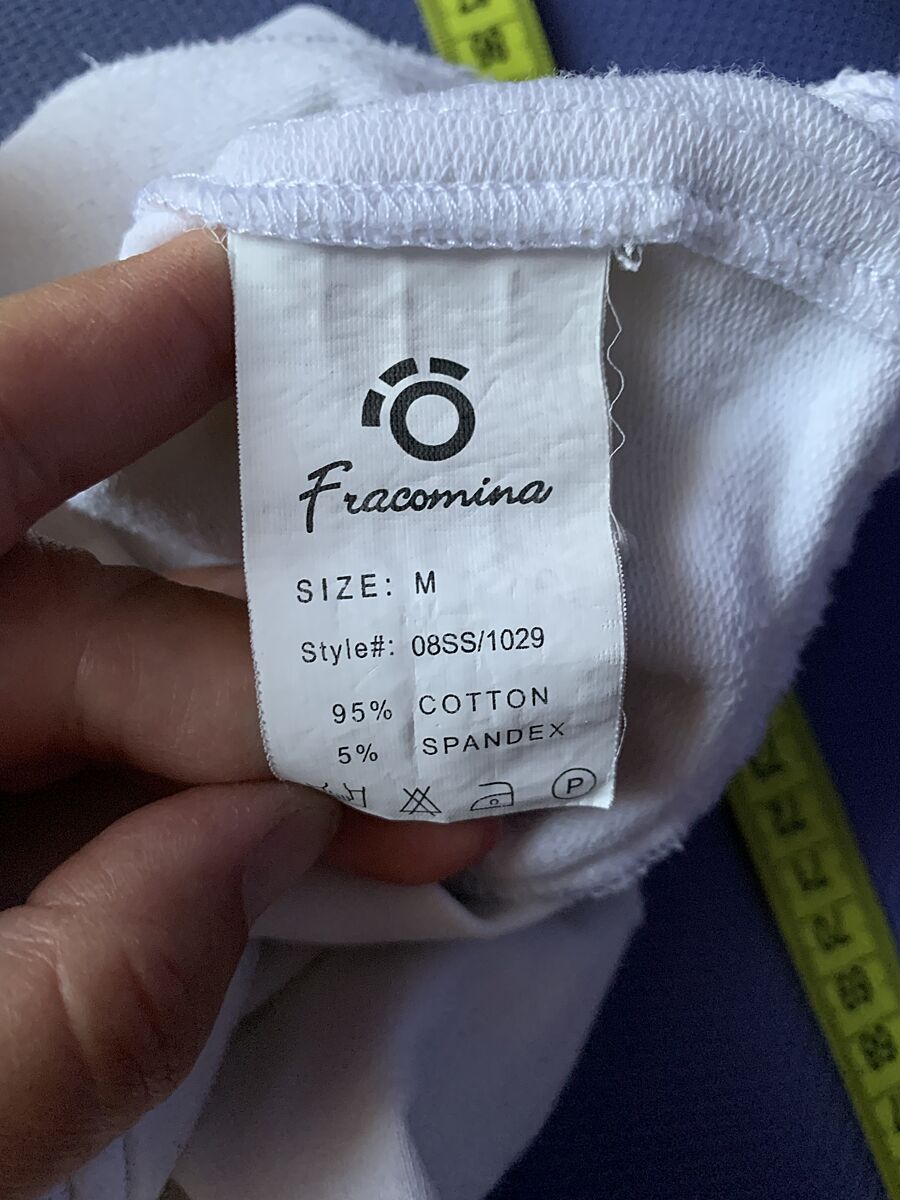 Fracomina
SIZE: M
Style#: 08SS/1029
95% COTTON
5% SPANDEX
P